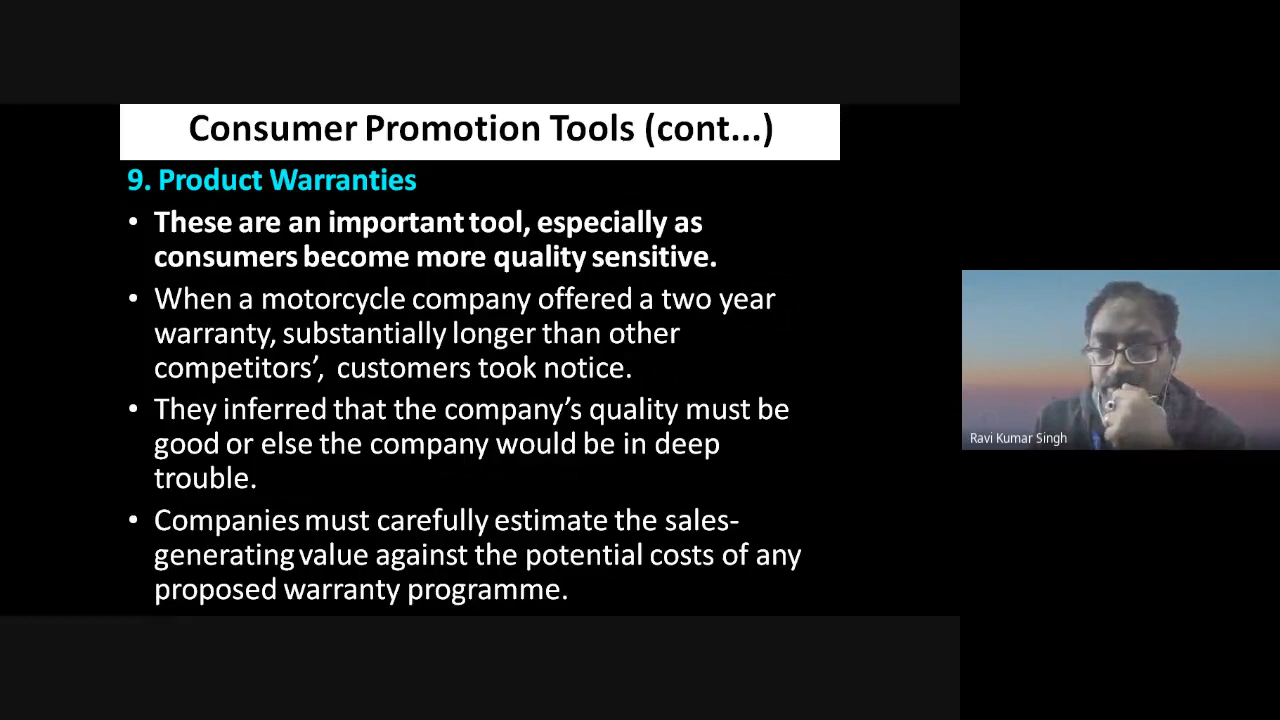 Consumer Promotion Tools (cont...)
9. Product Warranties
• These are an important tool, especially as
consumers become more quality sensitive.
• When a motorcycle company offered a two year
warranty, substantially longer than other
competitors’, customers took notice.
• They inferred that the company’s quality must be
good or else the company would be in deep
trouble.
• Companies must carefully estimate the sales-
generating value against the potential costs of any
proposed warranty programme.
Ravi Kumar Singh